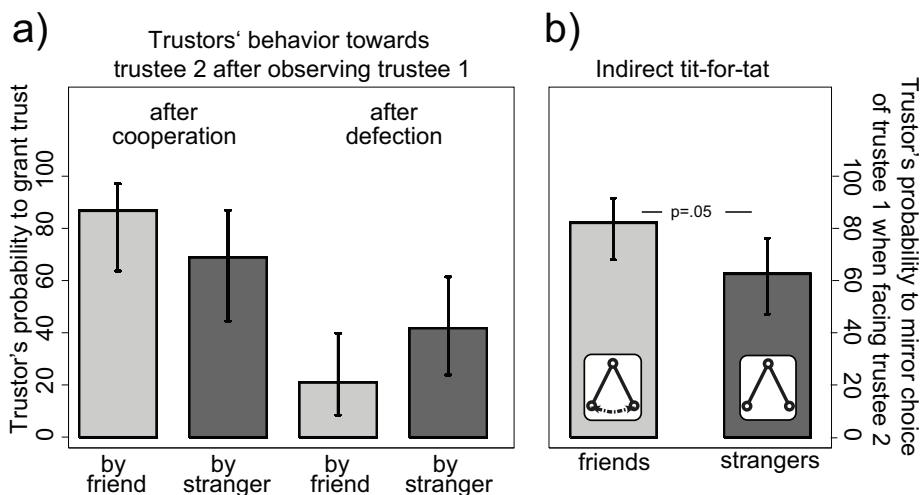 a)
Trustors‘ behavior towards
trustee 2 after observing trustee 1
Trustor's probability to grant trust
100
80
60
40
20
0
after
cooperation
after
defection
by
friend
by
stranger
by
friend
by
stranger
b)
Indirect tit-for-tat
p=.05
100
80
60
40
20
0
Trustor's probability to mirror choice
of trustee 1 when facing trustee 2
friends
strangers